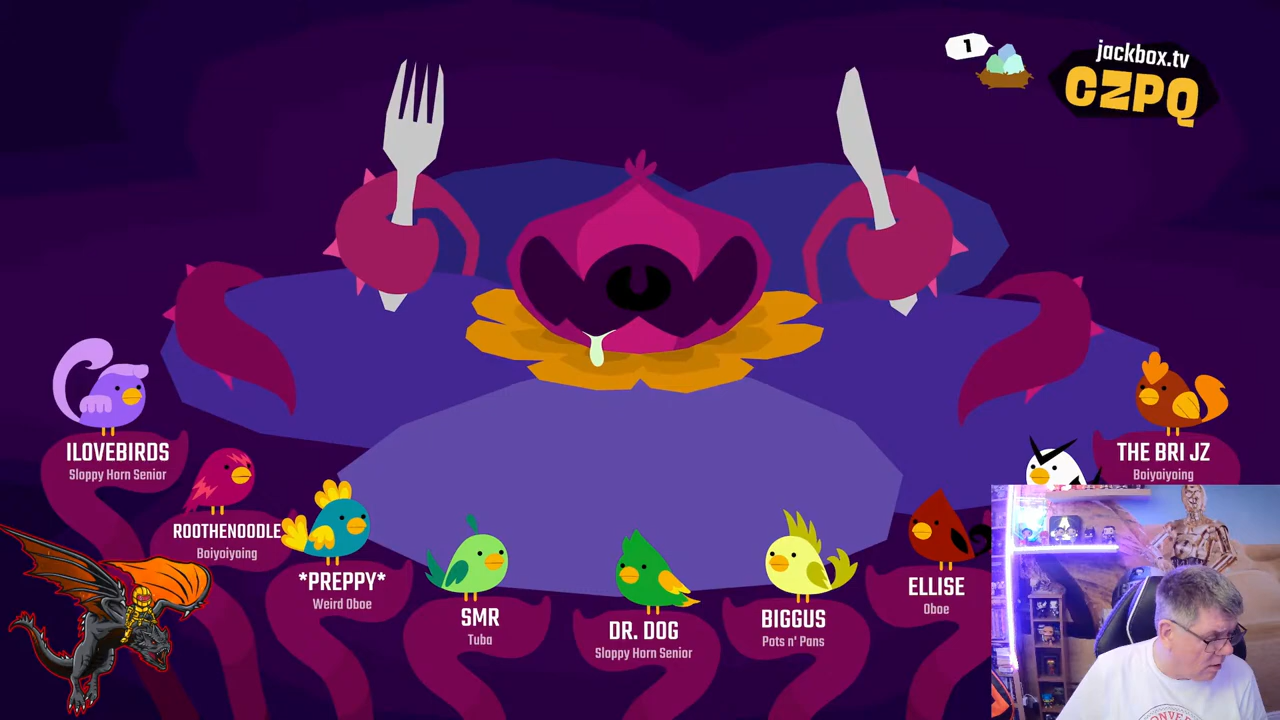 1
jackbox.tv
CZPQ
ILOVEBIRDS
Sloppy Horn Senior
ROOTHENOODLE
Boiyoiyoing
*PREPPY*
Weird Oboe
SMR
Tuba
DR. DOG
Sloppy Horn Senior
BIGGUS
Pots n' Pans
ELLISE
Oboe
THE BRI JZ
Boiyoiyoing